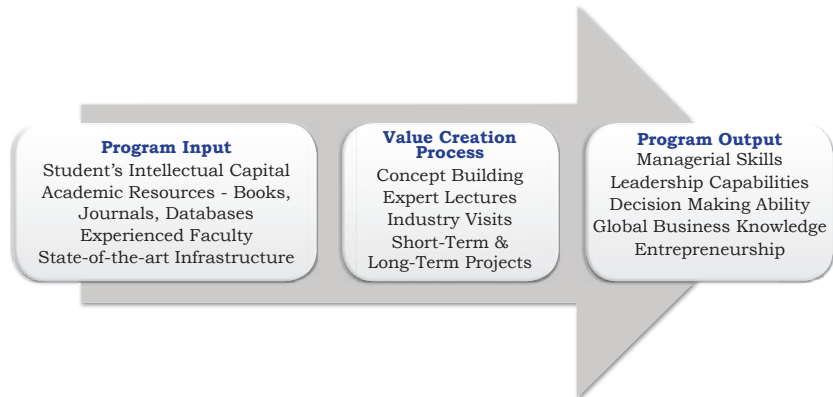 Program Input
Student's Intellectual Capital
Academic Resources - Books,
Journals, Databases
Experienced Faculty
State-of-the-art Infrastructure
Value Creation
Process
Concept Building
Expert Lectures
Industry Visits
Short-Term &
Long-Term Projects
Program Output
Managerial Skills
Leadership Capabilities
Decision Making Ability
Global Business Knowledge
Entrepreneurship